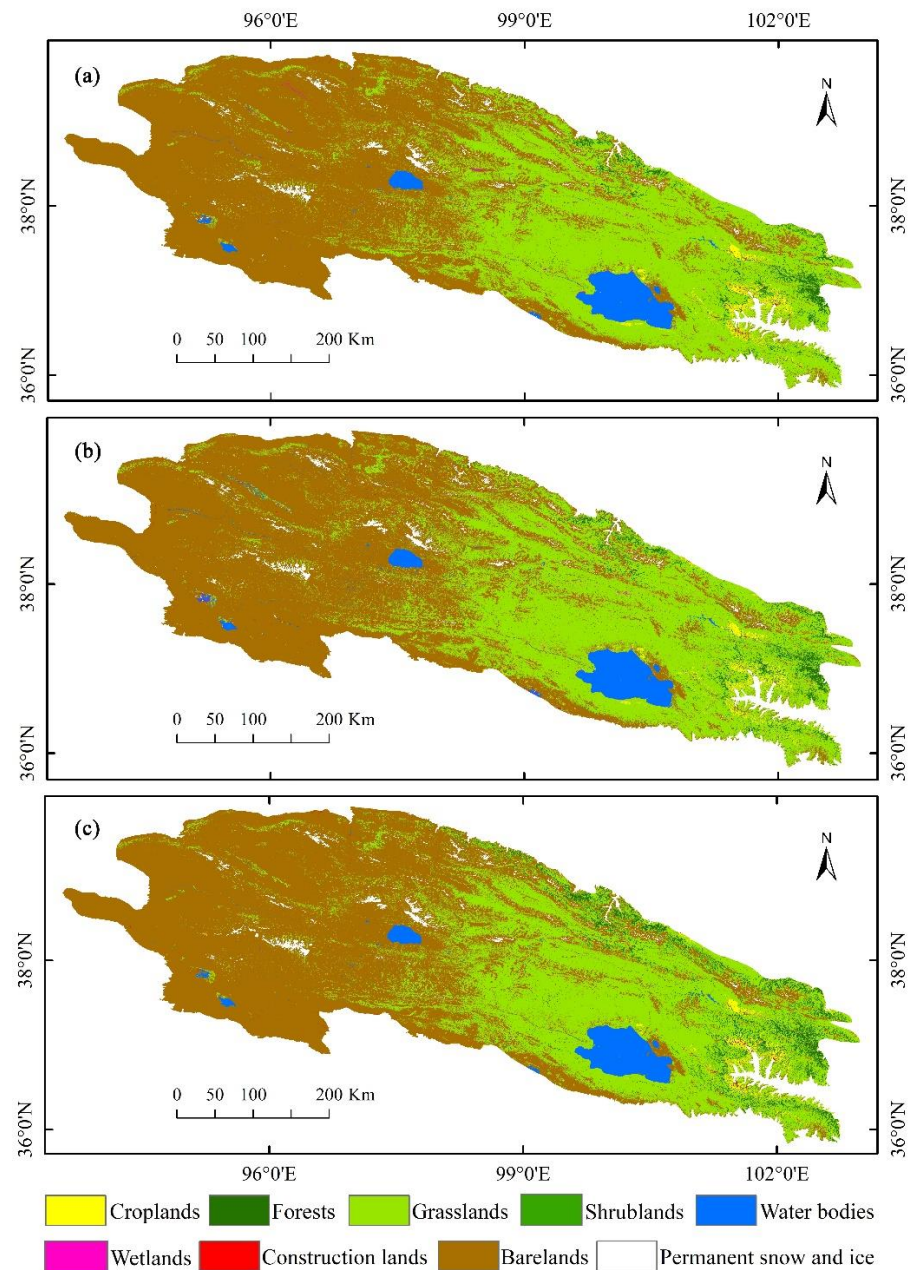 96°0'E 99°0'E 102°0'E
(a)
N
38°0'N 38°0'N
0 50 100 200 Km
36°0'N 36°0'N
(b)
N
38°0'N 38°0'N
0 50 100 200 Km
36°0'N 36°0'N
(c)
N
38°0'N 38°0'N
0 50 100 200 Km
36°0'N 36°0'N
96°0'E 99°0'E 102°0'E
Croplands Forests Grasslands Shrublands Water bodies
Wetlands Construction lands Barelands Permanent snow and ice